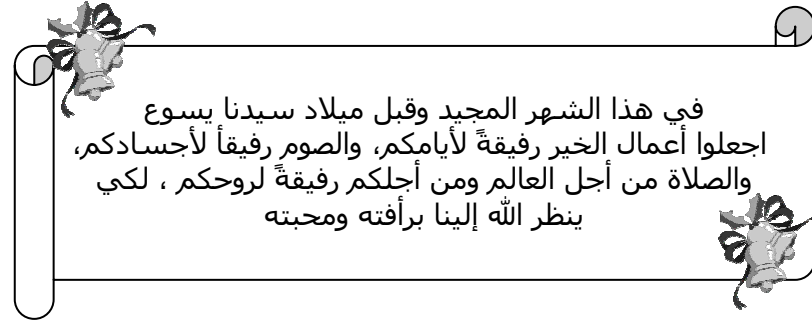 في هذا الشهر المجيد وقبل ميلاد سيدنا يسوع
اجعلوا أعمال الخير رفيقةً لأيامكم، والصوم رفيقأ لأجسادكم،
والصلاة من أجل العالم ومن أجلكم رفيقةً لروحكم ، لكي
ينظر الله إلينا برأفته ومحبته